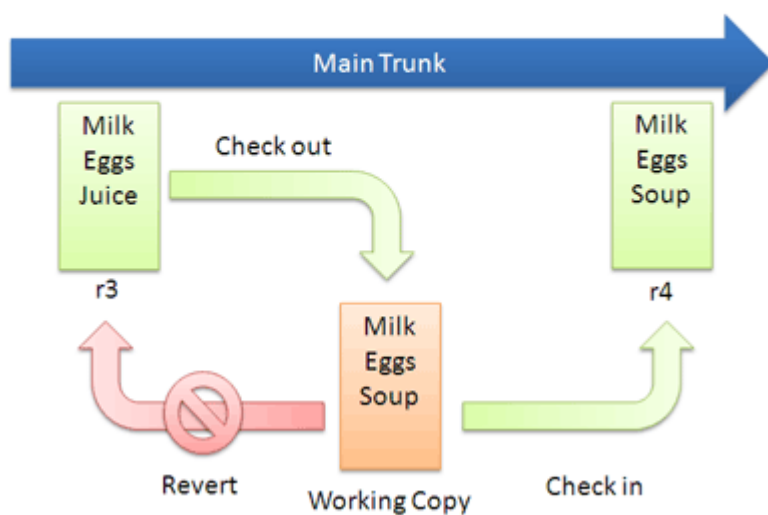 Main Trunk
Milk
Eggs
Juice
r3
Check out
Milk
Eggs
Soup
r4
Milk
Eggs
Soup
Working Copy
Revert
Check in